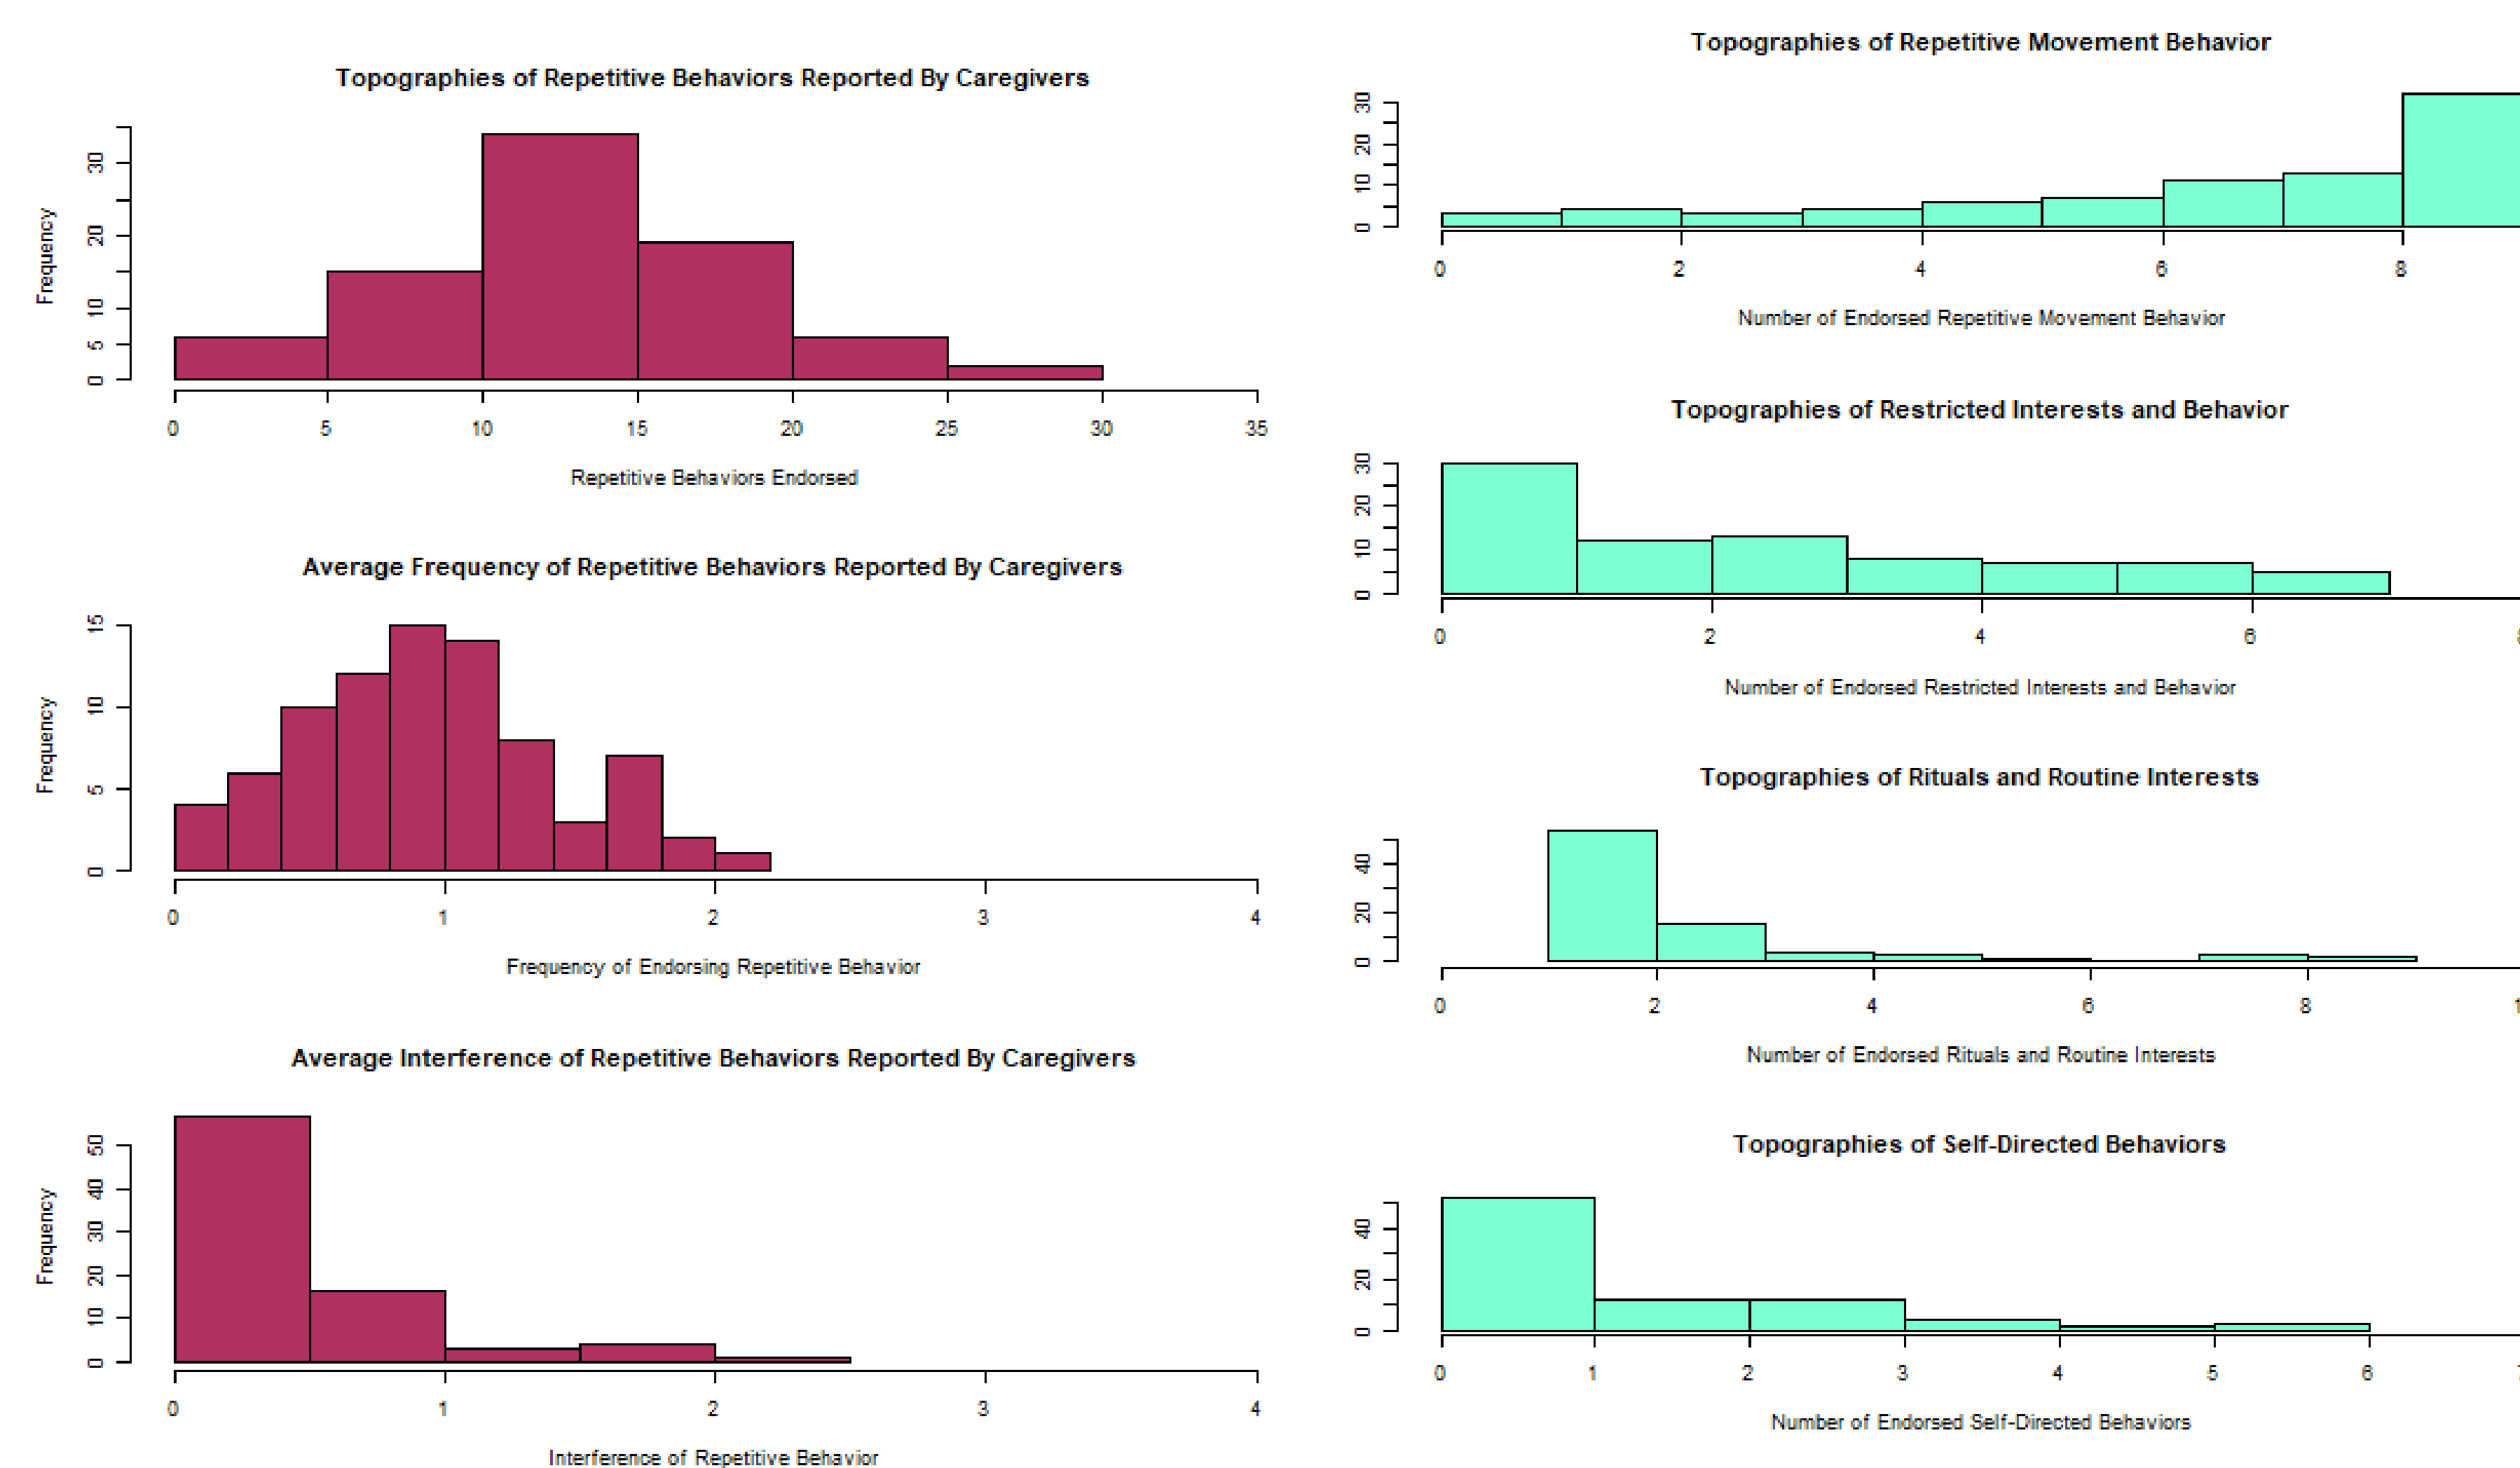 Topographies of Repetitive Behaviors Reported By Caregivers
Frequency
0 5 10 20 30
0 5 10 15 20 25 30 35
Repetitive Behaviors Endorsed
Average Frequency of Repetitive Behaviors Reported By Caregivers
Frequency
0 5 10 15
0 1 2 3 4
Frequency of Endorsing Repetitive Behavior
Average Interference of Repetitive Behaviors Reported By Caregivers
Frequency
0 10 20 30 40 50
0 1 2 3 4
Interference of Repetitive Behavior
Topographies of Repetitive Movement Behavior
0 10 20 30
0 2 4 6 8
Number of Endorsed Repetitive Movement Behavior
Topographies of Restricted Interests and Behavior
0 10 20 30
0 2 4 6
Number of Endorsed Restricted Interests and Behavior
Topographies of Rituals and Routine Interests
0 20 40
0 2 4 6 8
Number of Endorsed Rituals and Routine Interests
Topographies of Self-Directed Behaviors
0 20 40
0 1 2 3 4 5 6
Number of Endorsed Self-Directed Behaviors